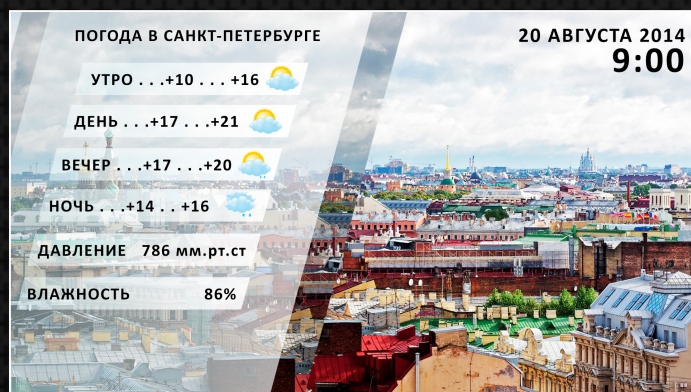 ПОГОДА В САНКТ-ПЕТЕРБУРГЕ
20 АВГУСТА 2014
9:00
УТРО . . .+10 . . . +16
ДЕНЬ . . .+17 . . .+21
ВЕЧЕР . . .+17 . . .+20
НОЧЬ . . .+14 . . +16
ДАВЛЕНИЕ 786 мм.рт.ст
ВЛАЖНОСТЬ 86%